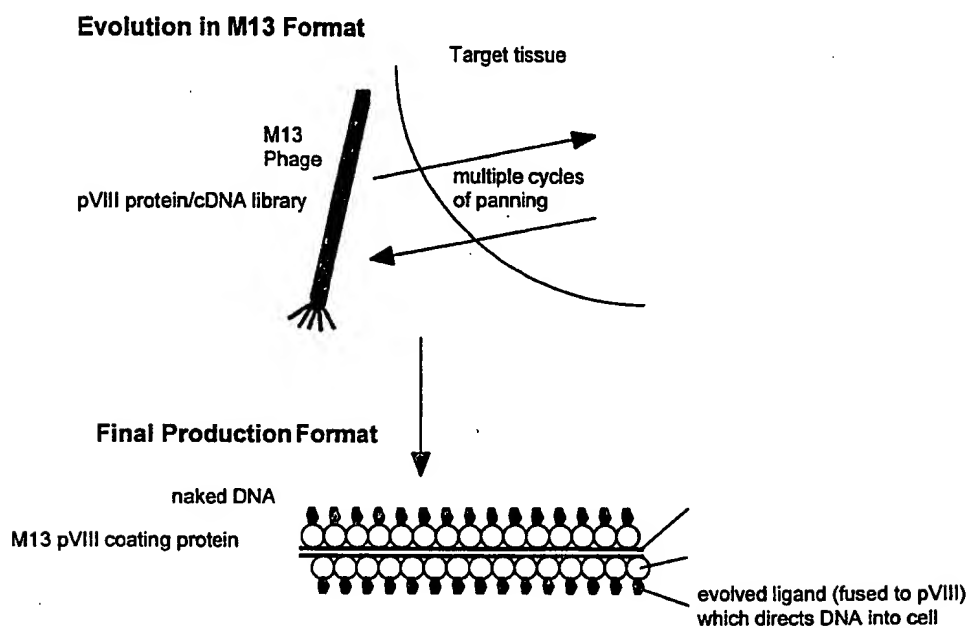 Evolution in M13 Format
Target tissue
M13
Phage
pVIII protein/cDNA library
multiple cycles
of panning
Final Production Format
naked DNA
M13 pVIII coating protein
evolved ligand (fused to pVIII)
which directs DNA into cell